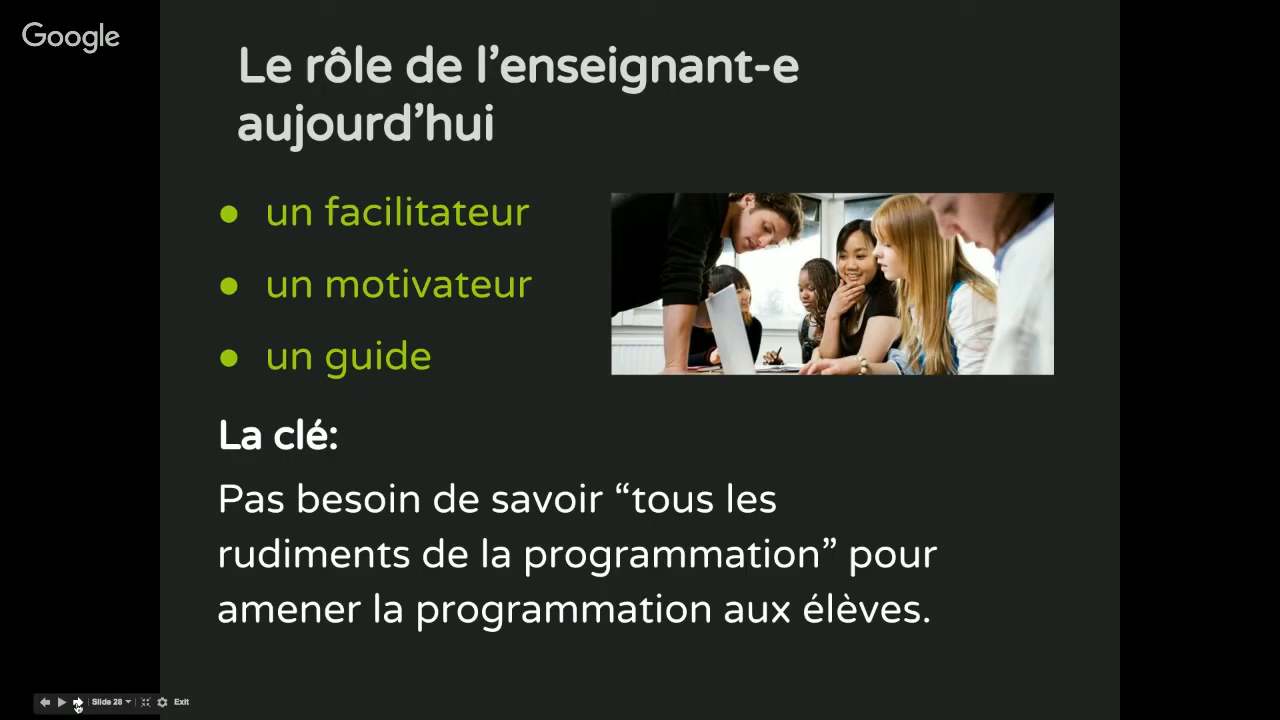 Google
Le rôle de l’enseignant-e
aujourd’hui
● un facilitateur
● un motivateur
● un guide
La clé:
Pas besoin de savoir “tous les
rudiments de la programmation” pour
amener la programmation aux élèves.
Slide 28
Exit